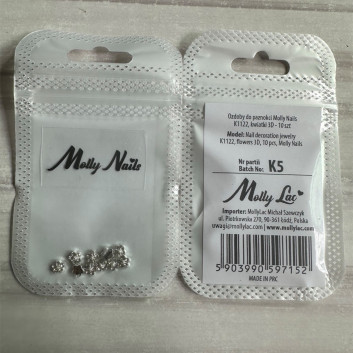 Molly Nails
Ozdoby do paznokci Molly Nails
K1122, kwiatki 3D - 10 szt
Model: Nail decoration jewelry
K1122, flowers 3D, 10 pcs, Molly Nails
Nr partii
Batch No: K5
Molly Lac
Importer: MollyLac Michał Szewczyk
ul. Piotrkowska 270, 90-361 Łódź, Polska
uwagi@mollylac.com | www.mollylac.com
5 903990 597152
MADE IN PRC